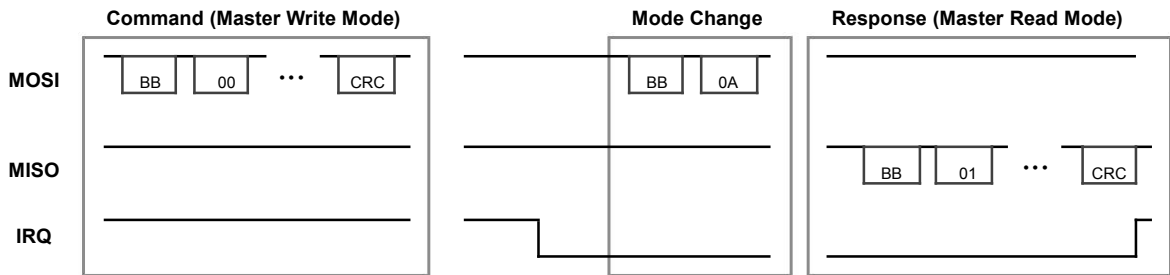 Command (Master Write Mode) Mode Change Response (Master Read Mode)
MOSI BB 00 ... CRC BB 0A
MISO BB 01 ... CRC
IRQ